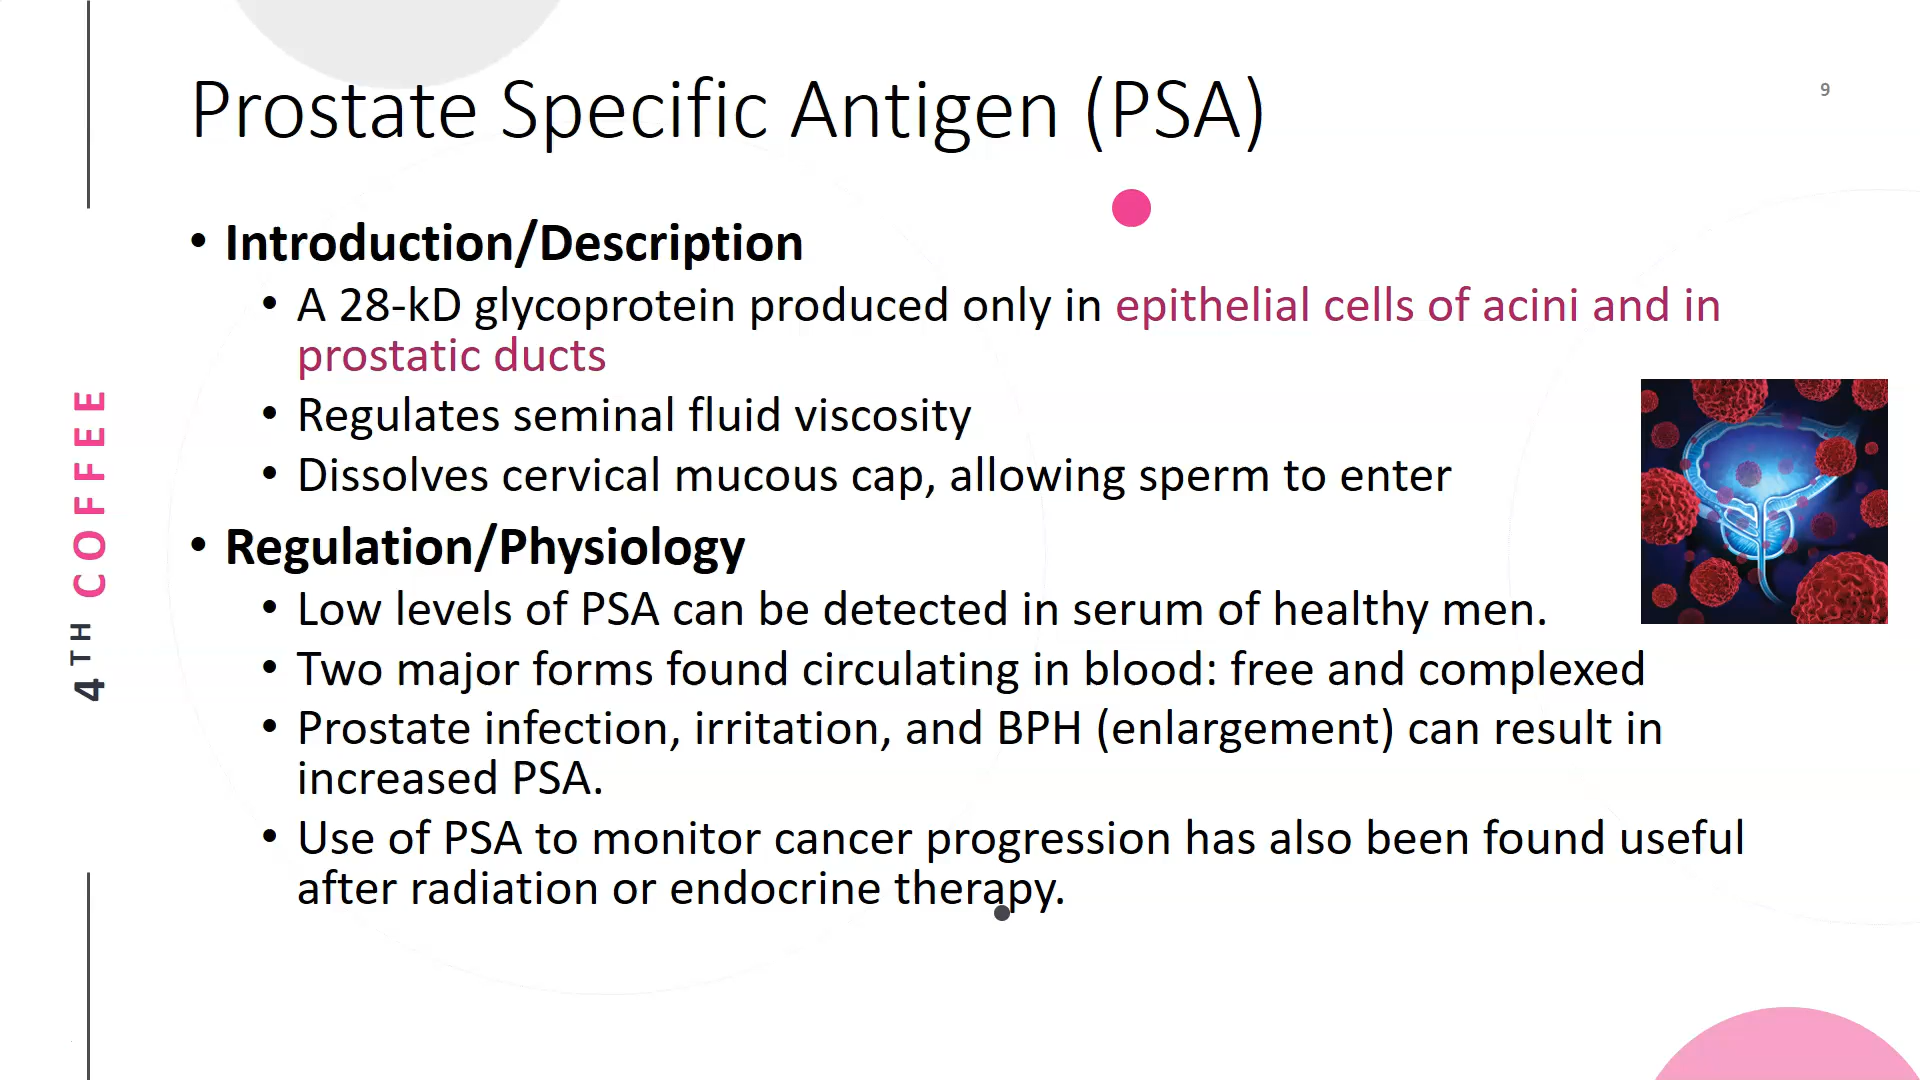 Prostate Specific Antigen (PSA)
9
• Introduction/Description
• A 28-kD glycoprotein produced only in epithelial cells of acini and in
prostatic ducts
• Regulates seminal fluid viscosity
• Dissolves cervical mucous cap, allowing sperm to enter
• Regulation/Physiology
• Low levels of PSA can be detected in serum of healthy men.
• Two major forms found circulating in blood: free and complexed
• Prostate infection, irritation, and BPH (enlargement) can result in
increased PSA.
• Use of PSA to monitor cancer progression has also been found useful
after radiation or endocrine therapy.
4TH COFFEE